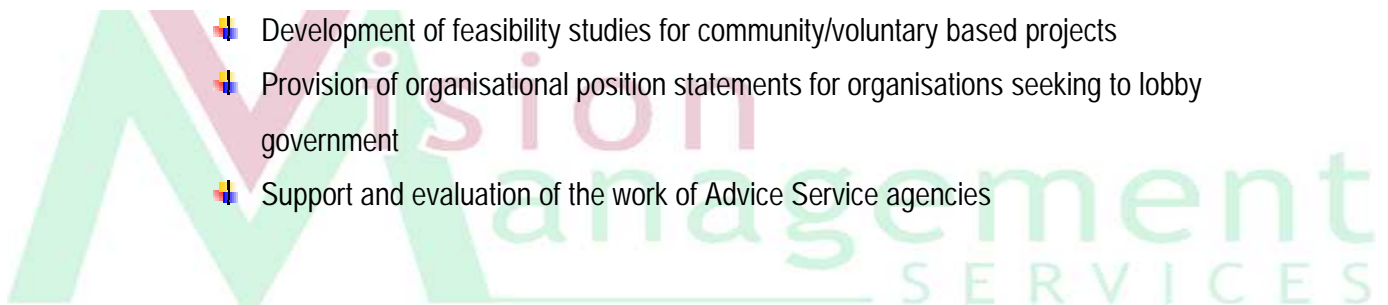 Development of feasibility studies for community/voluntary based projects
Provision of organisational position statements for organisations seeking to lobby
government
Support and evaluation of the work of Advice Service agencies
Vision
Management
SERVICES